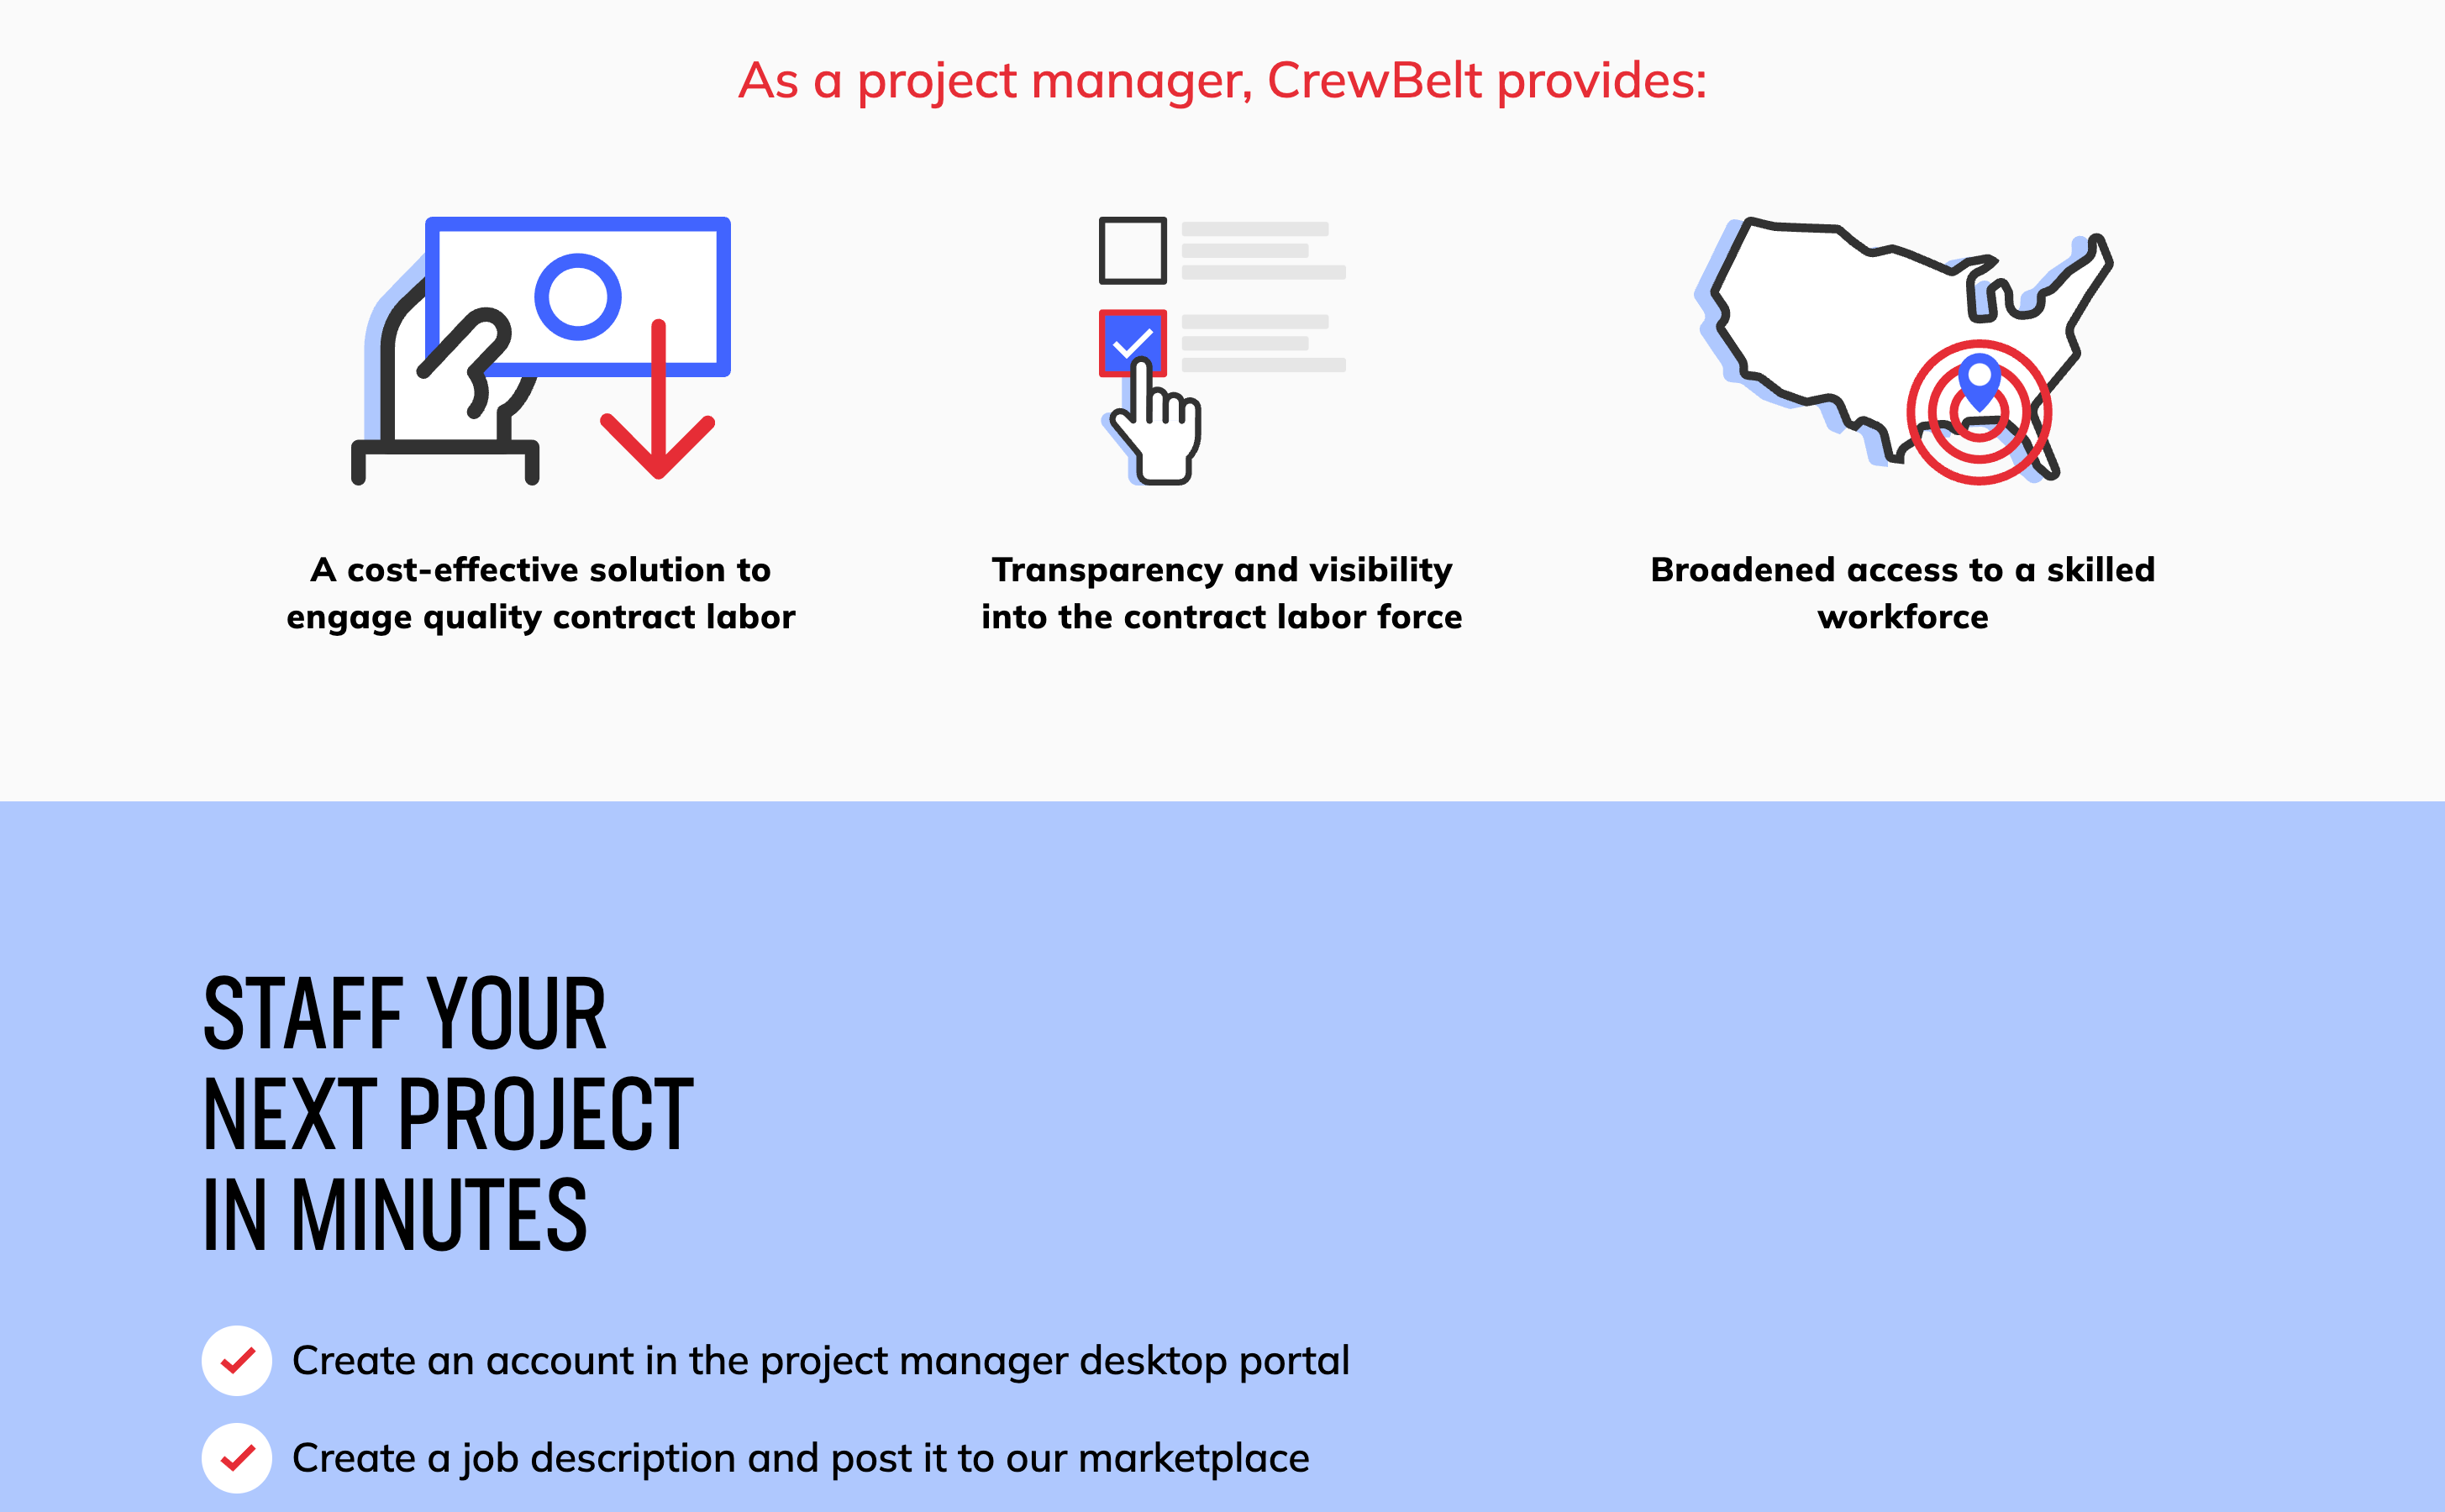 As a project manager, CrewBelt provides:
A cost-effective solution to
engage quality contract labor
Transparency and visibility
into the contract labor force
Broadened access to a skilled
workforce
STAFF YOUR
NEXT PROJECT
IN MINUTES
Create an account in the project manager desktop portal
Create a job description and post it to our marketplace